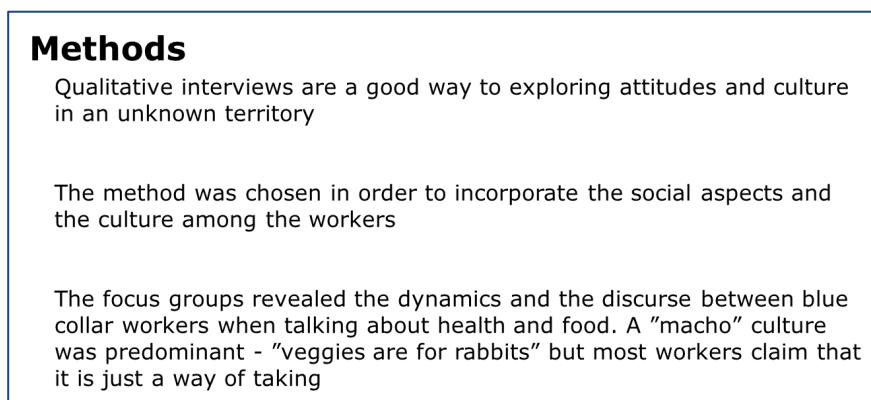 Methods
Qualitative interviews are a good way to exploring attitudes and culture
in an unknown territory
The method was chosen in order to incorporate the social aspects and
the culture among the workers
The focus groups revealed the dynamics and the discurse between blue
collar workers when talking about health and food. A ”macho” culture
was predominant - ”veggies are for rabbits” but most workers claim that
it is just a way of taking